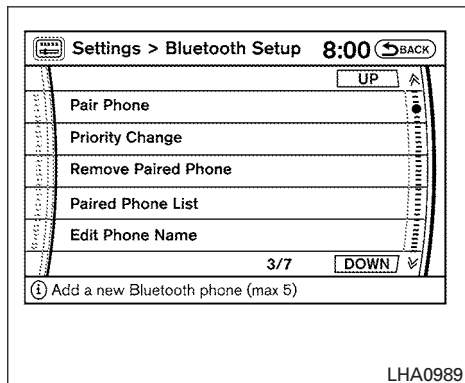 Settings > Bluetooth Setup 8:00 BACK
UP
Pair Phone
Priority Change
Remove Paired Phone
Paired Phone List
Edit Phone Name
3/7 DOWN
i Add a new Bluetooth phone (max 5)
LHA0989